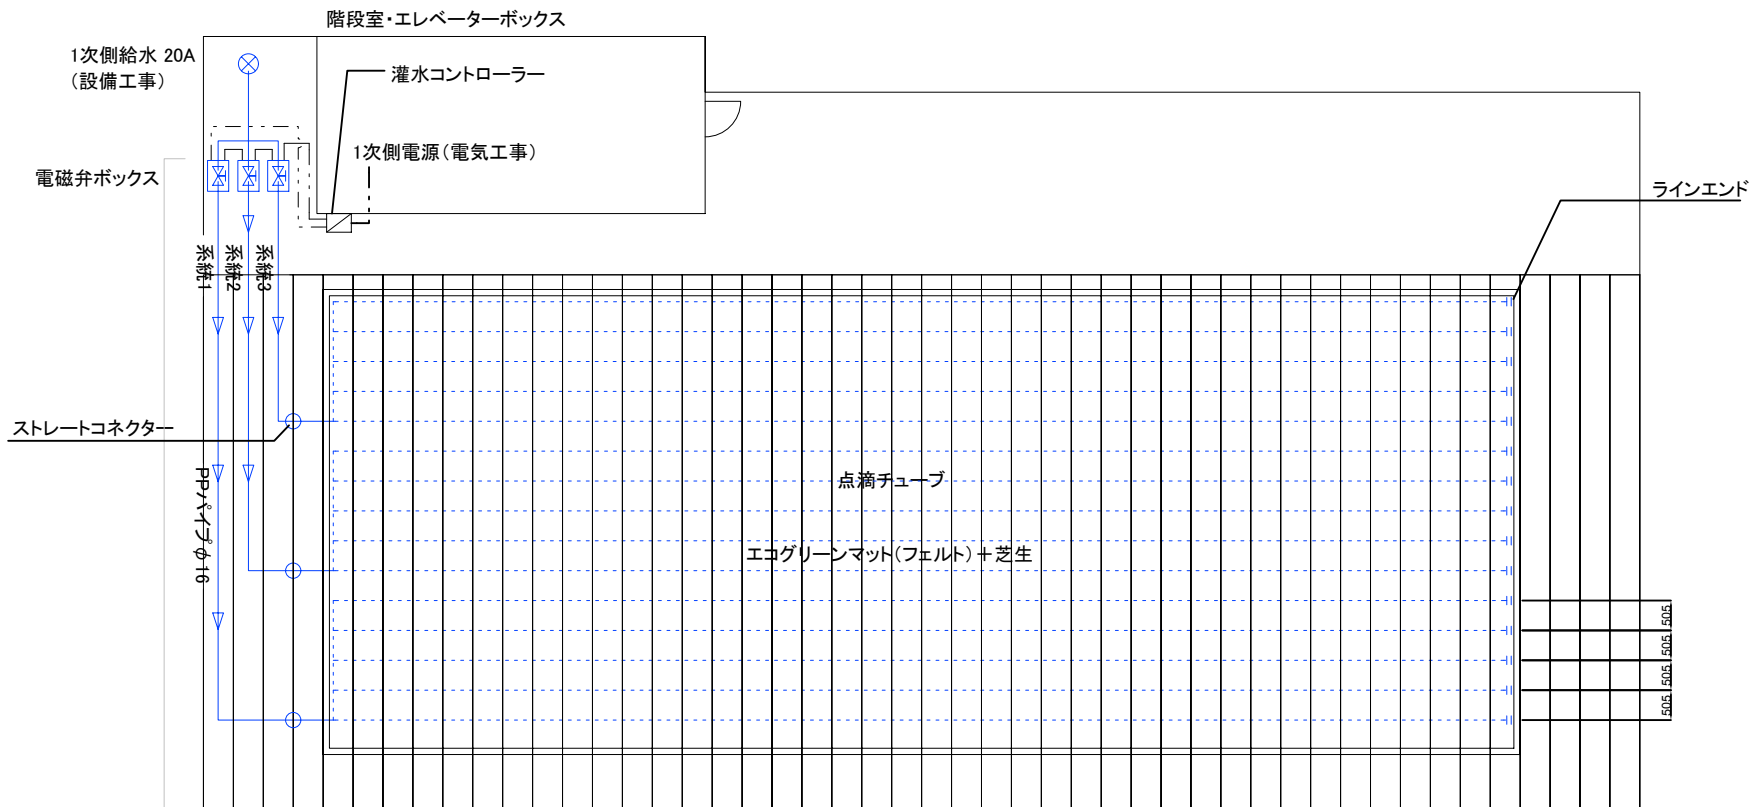 階段室・エレベーターボックス
1次側給水 20A
(設備工事)
灌水コントローラー
1次側電源(電気工事)
電磁弁ボックス
ラインエンド
系統1
系統2
系統3
ストレートコネクター
PPパイプφ16
点滴チューブ
エコグリーンマット(フェルト)+芝生
505
505
505
505